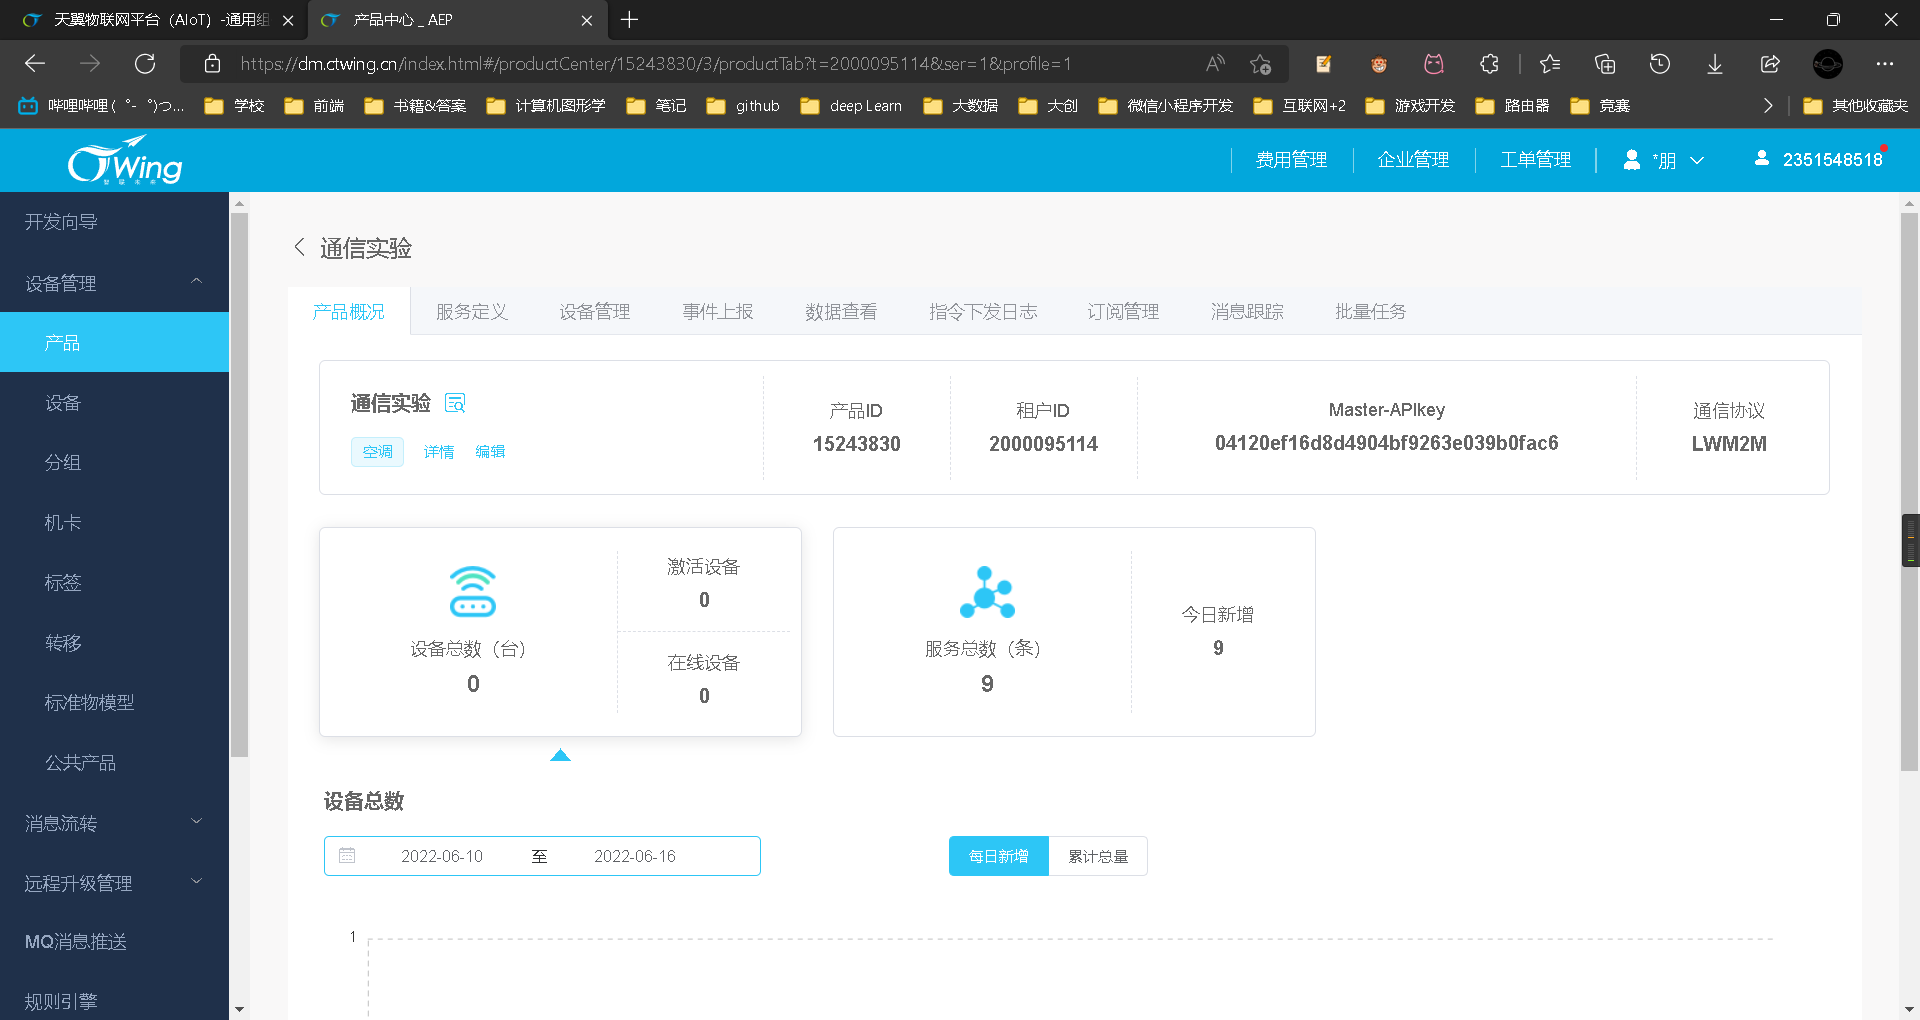 天翼物联网平台（AIoT）-通用组
产品中心 _ AEP
https://dm.ctwing.cn/index.html#/productCenter/15243830/3/productTab?t=2000095114&ser=1&profile=1
哔哩哔哩 ( ゜- ゜)つ...
学校
前端
书籍&答案
计算机图形学
笔记
github
deep Learn
大数据
大创
微信小程序开发
互联网+2
游戏开发
路由器
竞赛
其他收藏夹
CTWing
智联未来
费用管理
企业管理
工单管理
*朋
2351548518
开发向导
设备管理
产品
设备
分组
机卡
标签
转移
标准物模型
公共产品
消息流转
远程升级管理
MQ消息推送
规则引擎
通信实验
产品概况
服务定义
设备管理
事件上报
数据查看
指令下发日志
订阅管理
消息跟踪
批量任务
通信实验
空调
详情
编辑
产品ID
15243830
租户ID
2000095114
Master-APIkey
04120ef16d8d4904bf9263e039b0fac6
通信协议
LWM2M
设备总数（台）
0
激活设备
0
在线设备
0
服务总数（条）
9
今日新增
9
设备总数
2022-06-10 至 2022-06-16
每日新增
累计总量
1